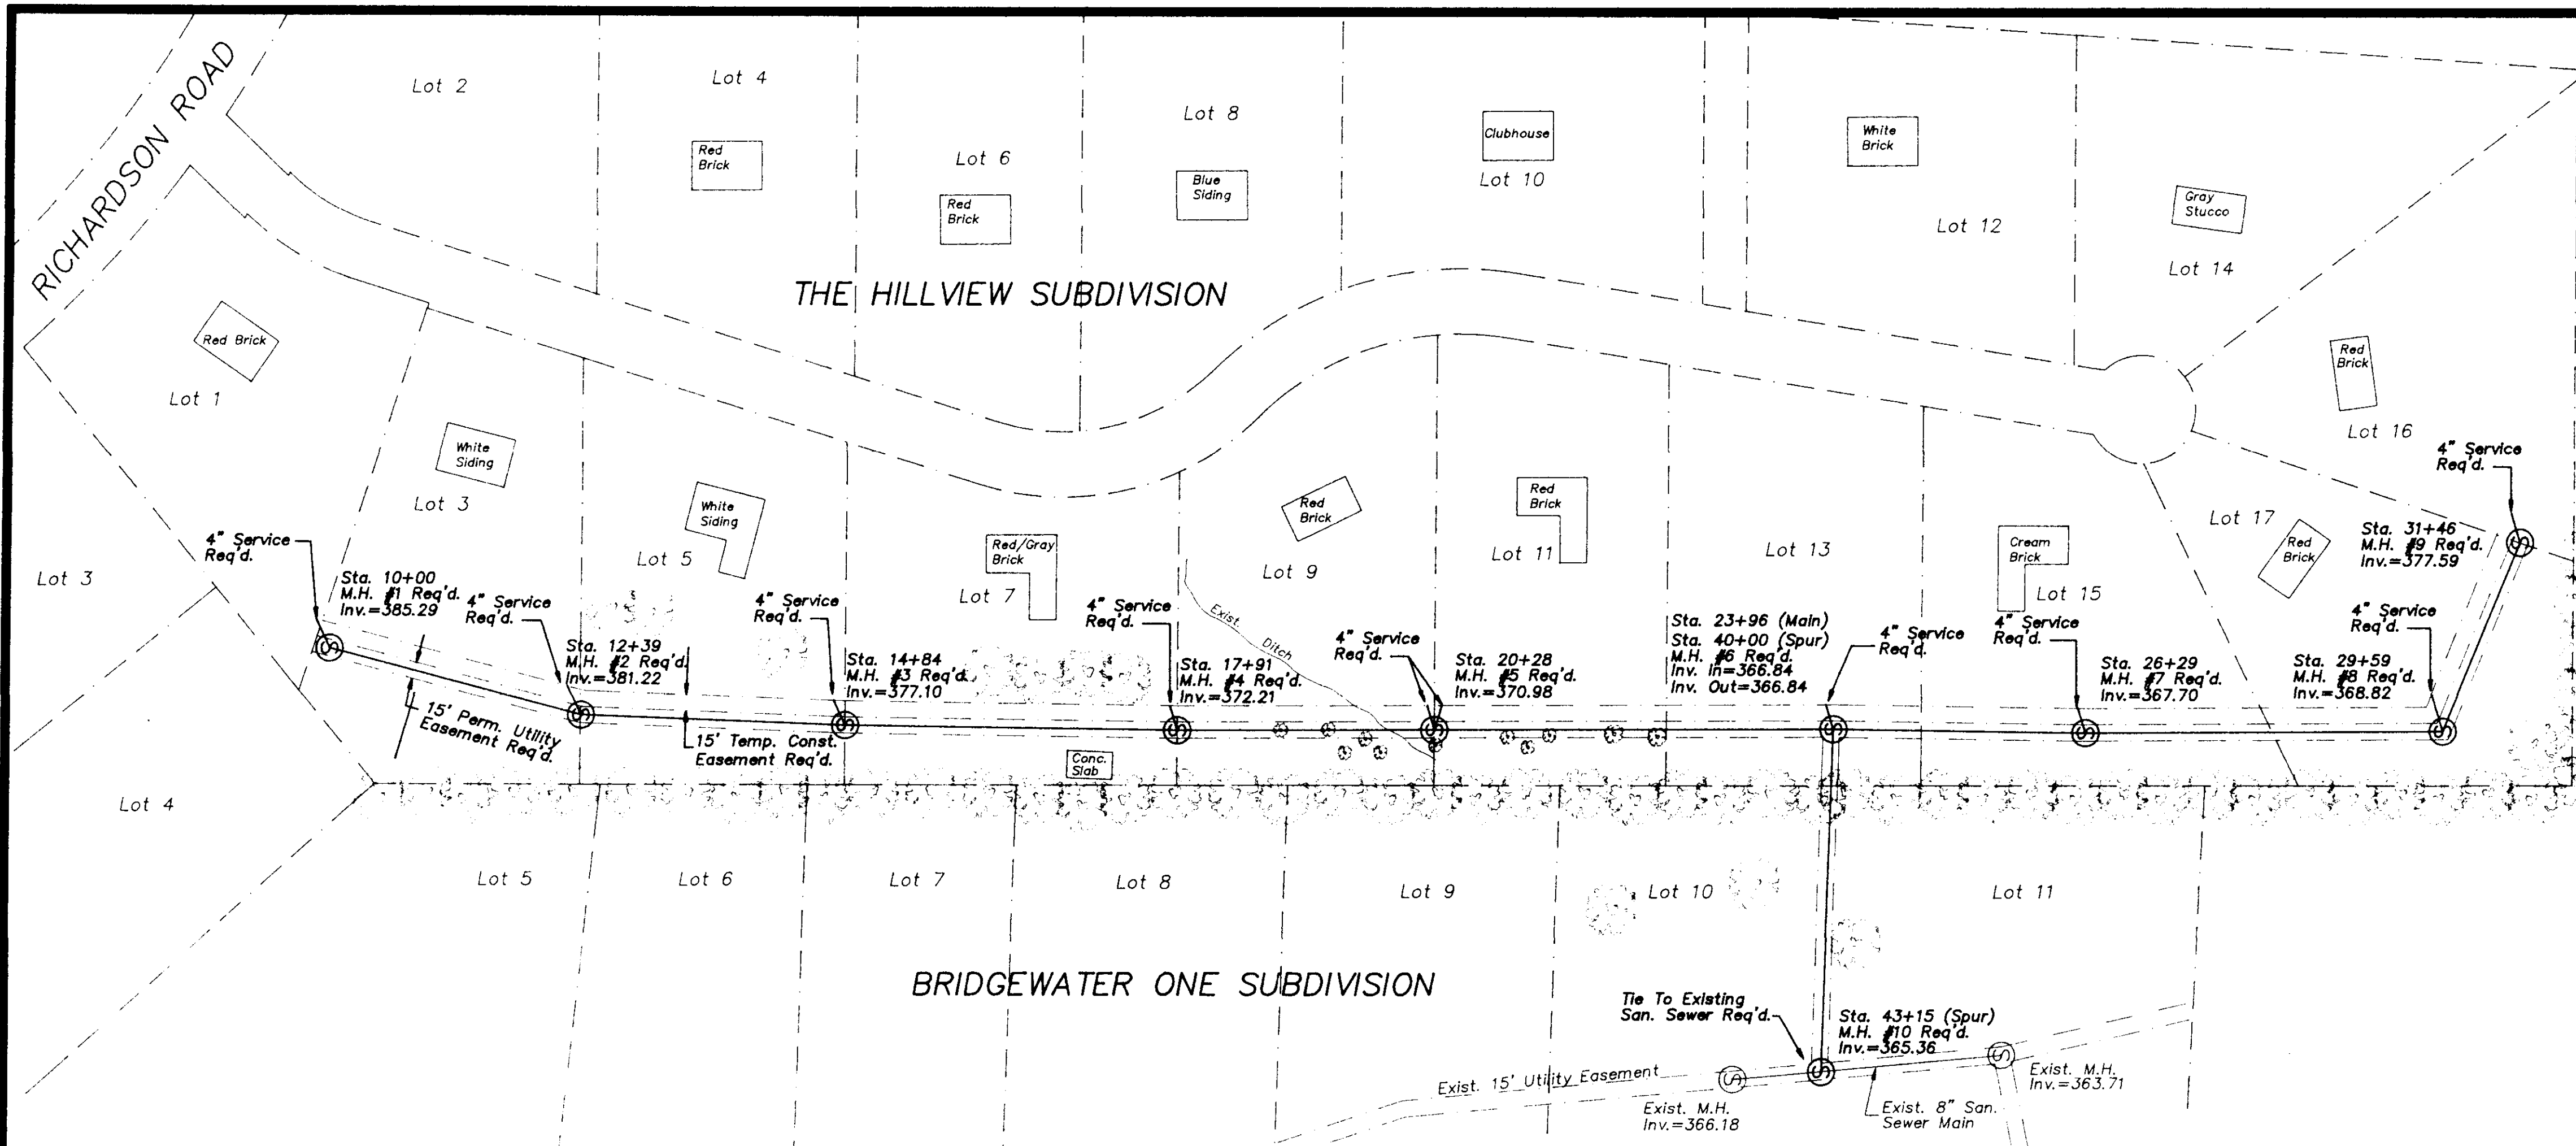 RICHARDSON ROAD
Lot 2
Lot 4
Red
Brick
Lot 6
Red
Brick
Lot 8
Blue
Siding
Clubhouse
Lot 10
White
Brick
Lot 12
Gray
Stucco
Lot 14
THE HILLVIEW SUBDIVISION
Red Brick
Lot 1
White
Siding
Lot 3
White
Siding
Lot 5
Red/Gray
Brick
Lot 7
Red
Brick
Lot 9
Red
Brick
Lot 11
Lot 13
Cream
Brick
Lot 15
Lot 17
Red
Brick
Red
Brick
Lot 16
4" Service
Req'd.
Lot 3
4" Service
Req'd.
Sta. 10+00
M.H. #1 Req'd.
Inv.=385.29
4" Service
Req'd.
Sta. 12+39
M.H. #2 Req'd.
Inv.=381.22
4" Service
Req'd.
Sta. 14+84
M.H. #3 Req'd.
Inv.=377.10
4" Service
Req'd.
Sta. 17+91
M.H. #4 Req'd.
Inv.=372.21
Exist.
Ditch
4" Service
Req'd.
Sta. 20+28
M.H. #5 Req'd.
Inv.=370.98
Sta. 23+96 (Main)
Sta. 40+00 (Spur)
M.H. #6 Req'd.
Inv. In=366.84
Inv. Out=366.84
4" Service
Req'd.
4" Service
Req'd.
Sta. 26+29
M.H. #7 Req'd.
Inv.=367.70
Sta. 29+59
M.H. #8 Req'd.
Inv.=368.82
4" Service
Req'd.
Sta. 31+46
M.H. #9 Req'd.
Inv.=377.59
15' Perm. Utility
Easement Req'd.
15' Temp. Const.
Easement Req'd.
Conc.
Slab
Lot 4
Lot 5
Lot 6
Lot 7
Lot 8
Lot 9
Lot 10
Lot 11
BRIDGEWATER ONE SUBDIVISION
Tie To Existing
San. Sewer Req'd.
Sta. 43+15 (Spur)
M.H. #10 Req'd.
Inv.=365.36
Exist. 15' Utility Easement
Exist. M.H.
Inv.=366.18
Exist. 8" San.
Sewer Main
Exist. M.H.
Inv.=363.71
S
S
S
S
S
S
S
S
S
S
S
S